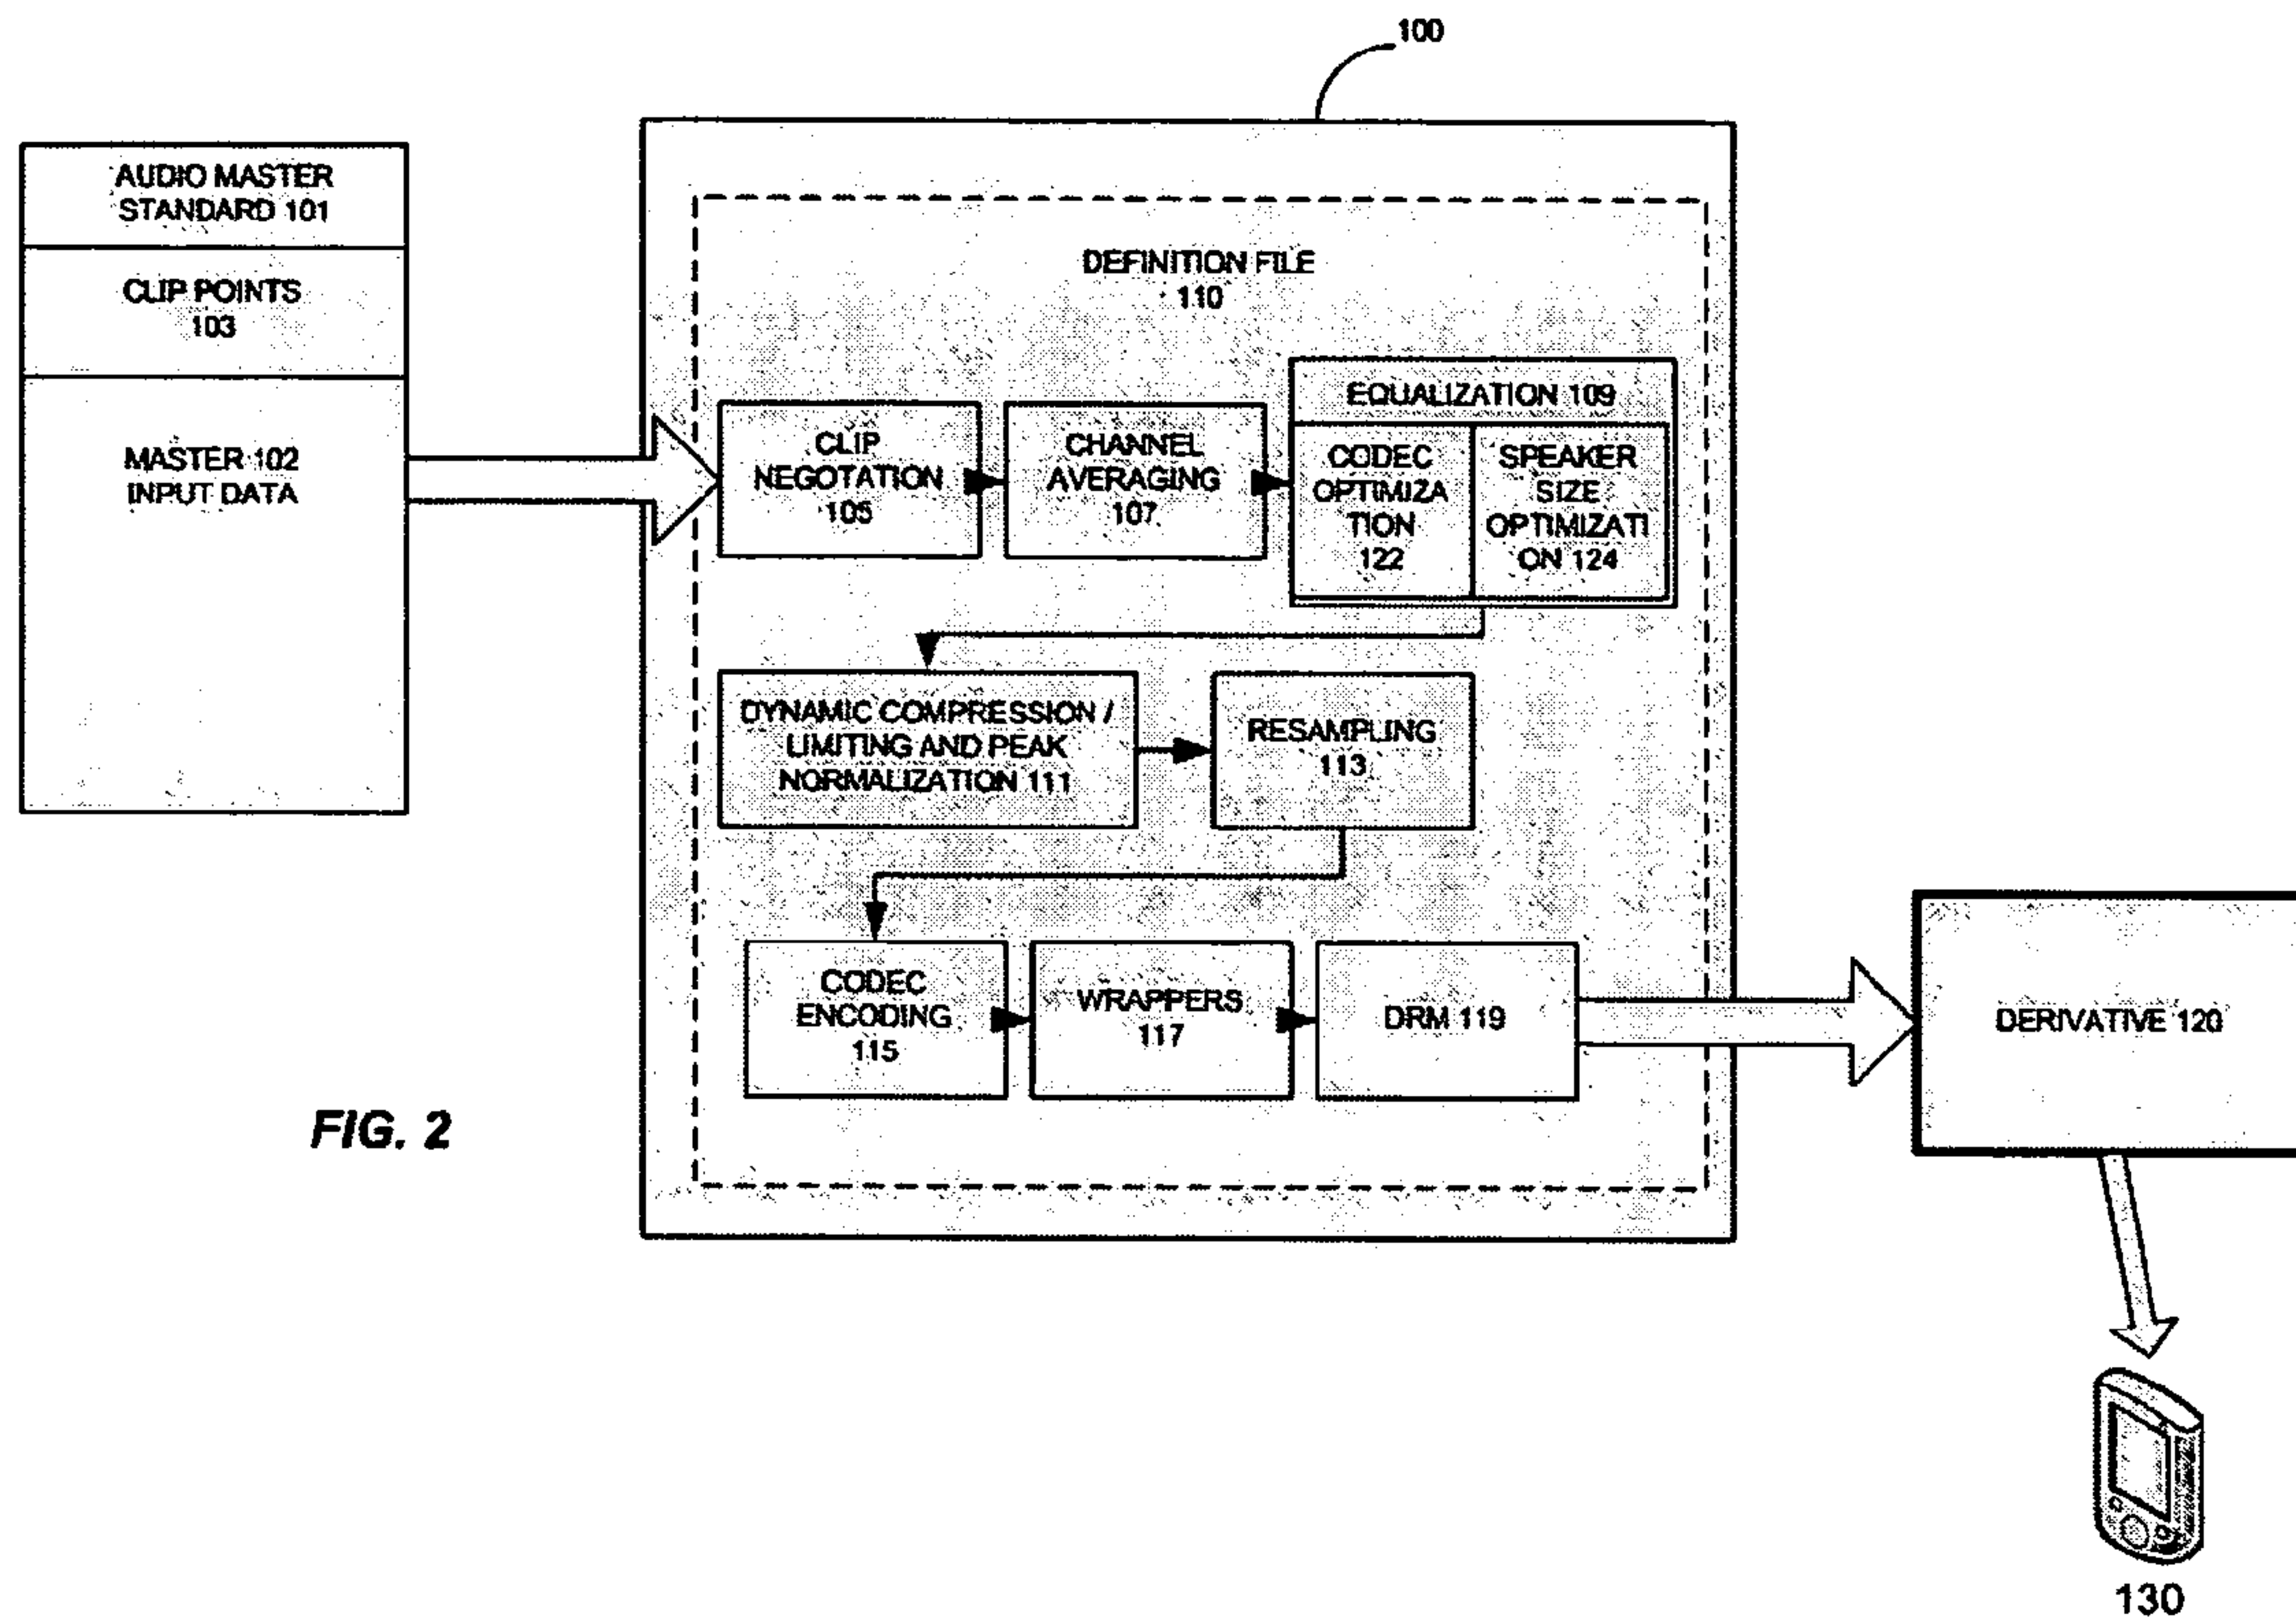 100
AUDIO MASTER
STANDARD 101
CLIP POINTS
103
MASTER 102
INPUT DATA
DEFINITION FILE
110
CLIP
NEGOTATION
105
CHANNEL
AVERAGING
107
EQUALIZATION 109
CODEC
OPTIMIZA
TION
122
SPEAKER
SIZE
OPTIMIZATI
ON 124
DYNAMIC COMPRESSION /
LIMITING AND PEAK
NORMALIZATION 111
RESAMPLING
113
CODEC
ENCODING
115
WRAPPERS
117
DRM 119
DERIVATIVE 120
FIG. 2
130